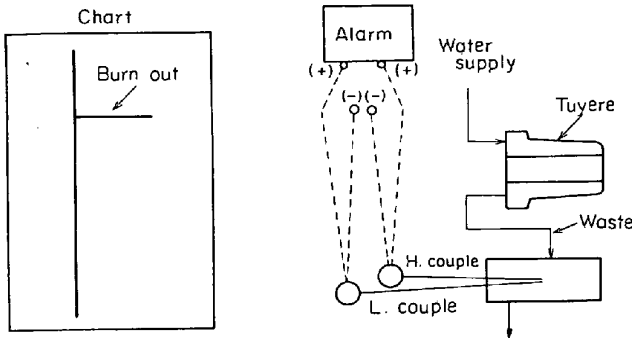 Chart
Burn out
Alarm
(+) (+)
(-) (-)
Water
supply
Tuyere
Waste
H. couple
L. couple